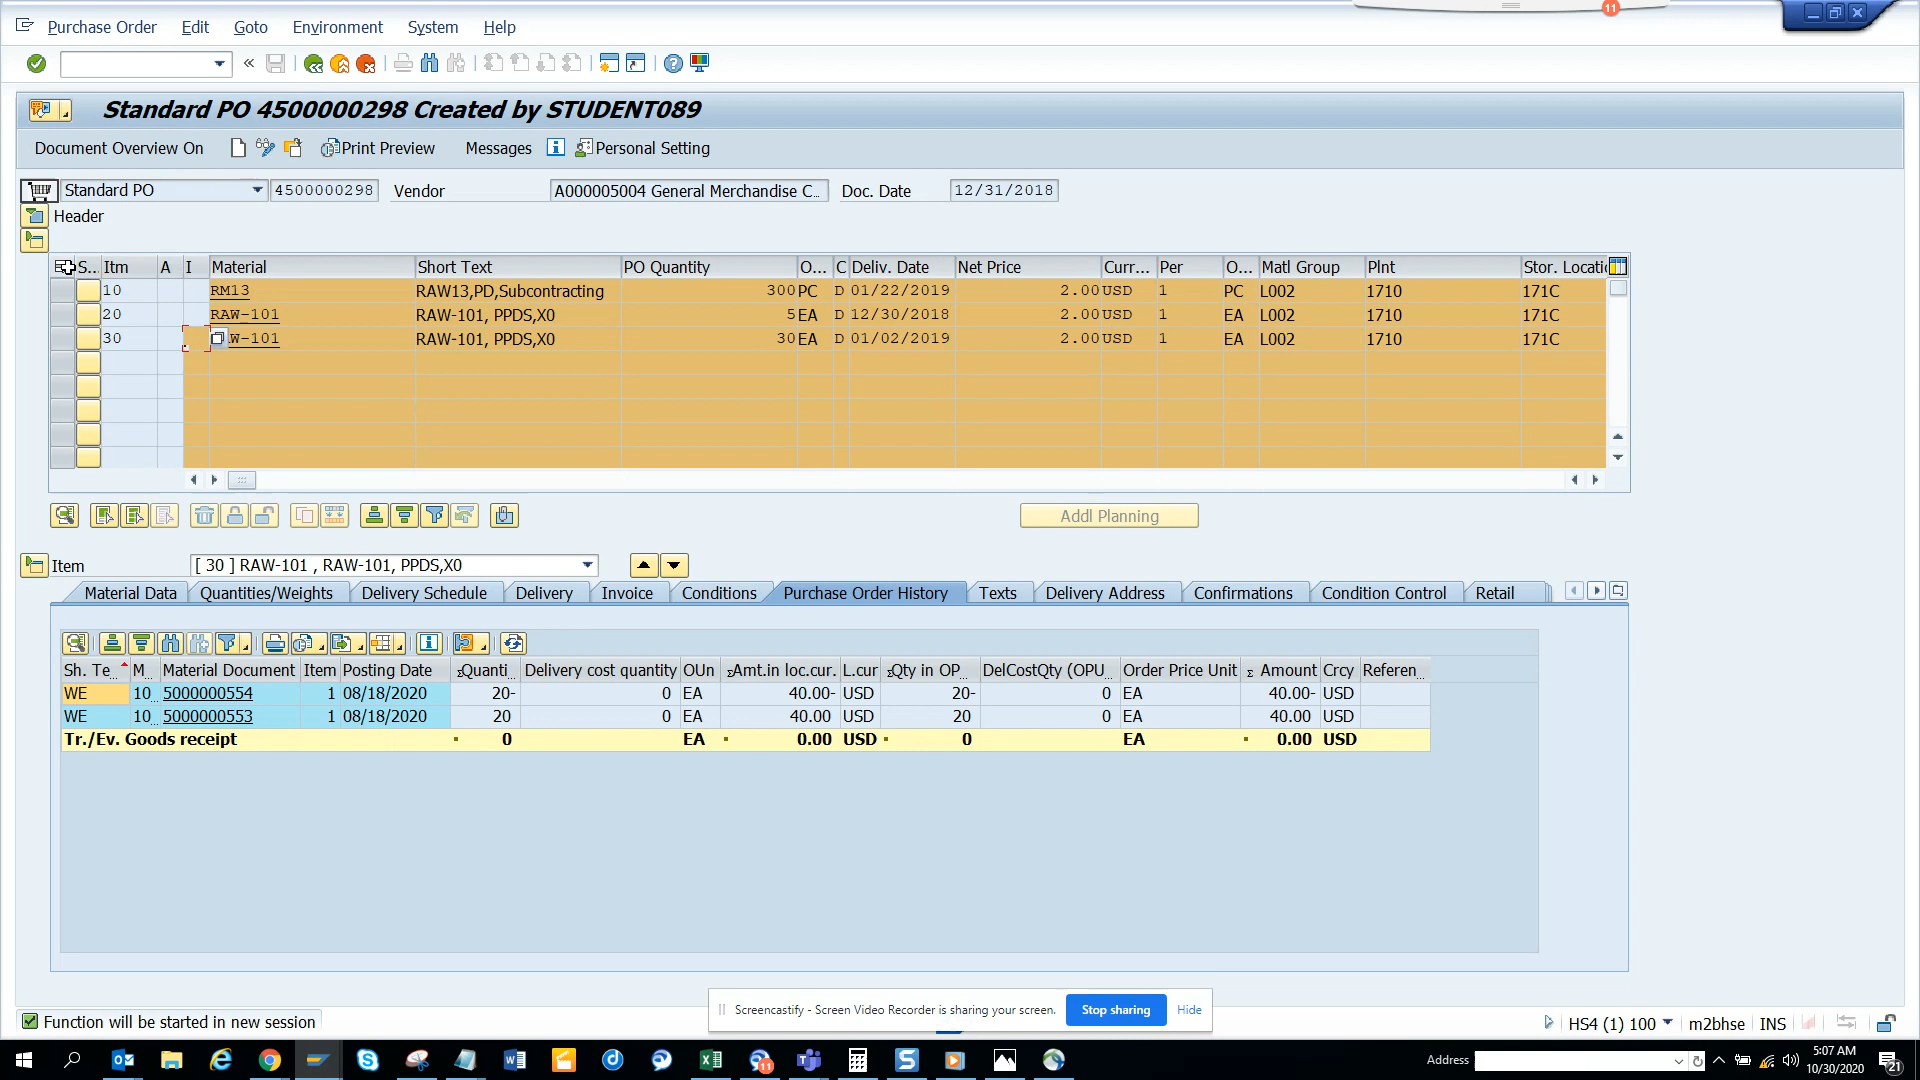 Purchase Order Edit Goto Environment System Help
11
Standard PO 4500000298 Created by STUDENT089
Document Overview On Print Preview Messages Personal Setting
Standard PO 4500000298 Vendor A000005004 General Merchandise C... Doc. Date 12/31/2018
Header
S... Itm A I Material Short Text PO Quantity O... C Deliv. Date Net Price Curr... Per O... Matl Group Plnt Stor. Locatio
10 RM13 RAW13,PD,Subcontracting 300 PC D 01/22/2019 2.00 USD 1 PC L002 1710 171C
20 RAW-101 RAW-101, PPDS,X0 5 EA D 12/30/2018 2.00 USD 1 EA L002 1710 171C
30 W-101 RAW-101, PPDS,X0 30 EA D 01/02/2019 2.00 USD 1 EA L002 1710 171C
Addl Planning
Item [ 30 ] RAW-101 , RAW-101, PPDS,X0
Material Data Quantities/Weights Delivery Schedule Delivery Invoice Conditions Purchase Order History Texts Delivery Address Confirmations Condition Control Retail
Sh. Te... M... Material Document Item Posting Date Quanti... Delivery cost quantity OUn Amt.in loc.cur. L.cur Qty in OP... DelCostQty (OPU... Order Price Unit Amount Crcy Referen...
WE 10... 5000000554 1 08/18/2020 20- 0 EA 40.00- USD 20- 0 EA 40.00- USD
WE 10... 5000000553 1 08/18/2020 20 0 EA 40.00 USD 20 0 EA 40.00 USD
Tr./Ev. Goods receipt 0 EA 0.00 USD 0 EA 0.00 USD
Screencastify - Screen Video Recorder is sharing your screen. Stop sharing Hide
Function will be started in new session HS4 (1) 100 m2bhse INS
11 Address 5:07 AM
10/30/2020 21